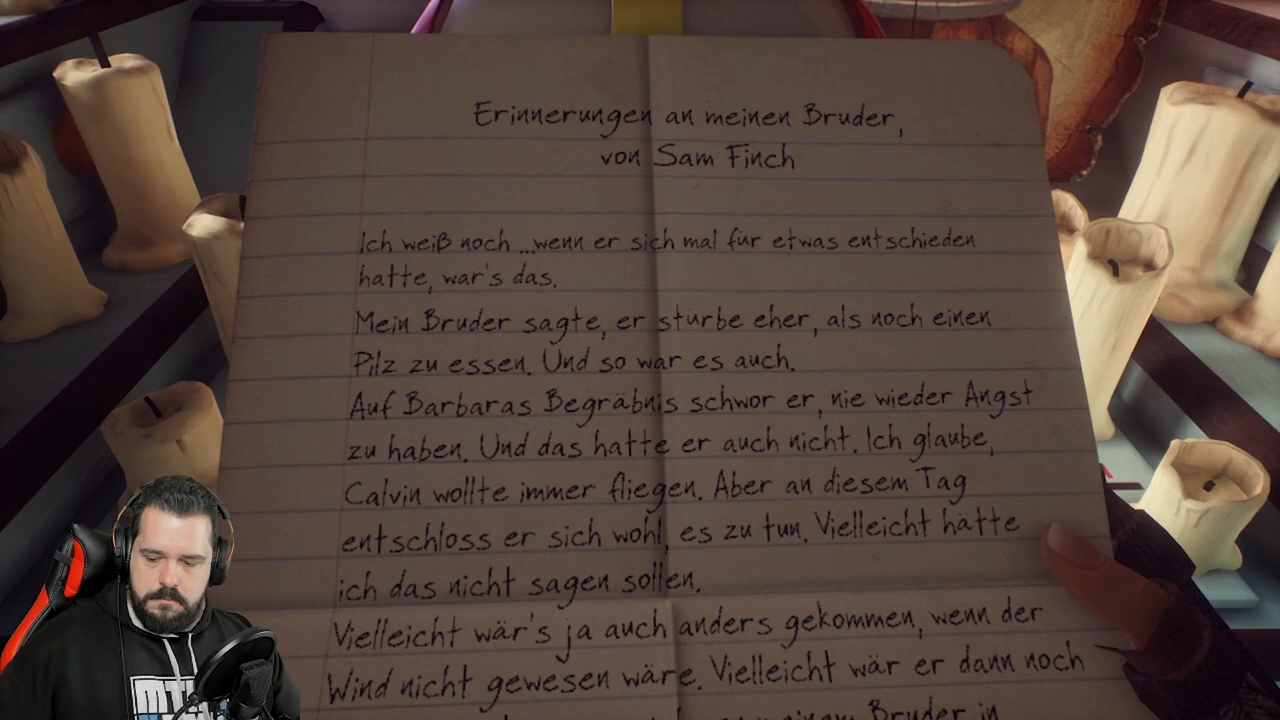 Erinnerungen an meinen Bruder,
von Sam Finch
Ich weiß noch ...wenn er sich mal für etwas entschieden
hatte, war's das.
Mein Bruder sagte, er stürbe eher, als noch einen
Pilz zu essen. Und so war es auch.
Auf Barbaras Begräbnis schwor er, nie wieder Angst
zu haben. Und das hatte er auch nicht. Ich glaube,
Calvin wollte immer fliegen. Aber an diesem Tag
entschloss er sich wohl, es zu tun. Vielleicht hätte
ich das nicht sagen sollen.
Vielleicht wär's ja auch anders gekommen, wenn der
Wind nicht gewesen wäre. Vielleicht wär er dann noch
meinem Bruder in